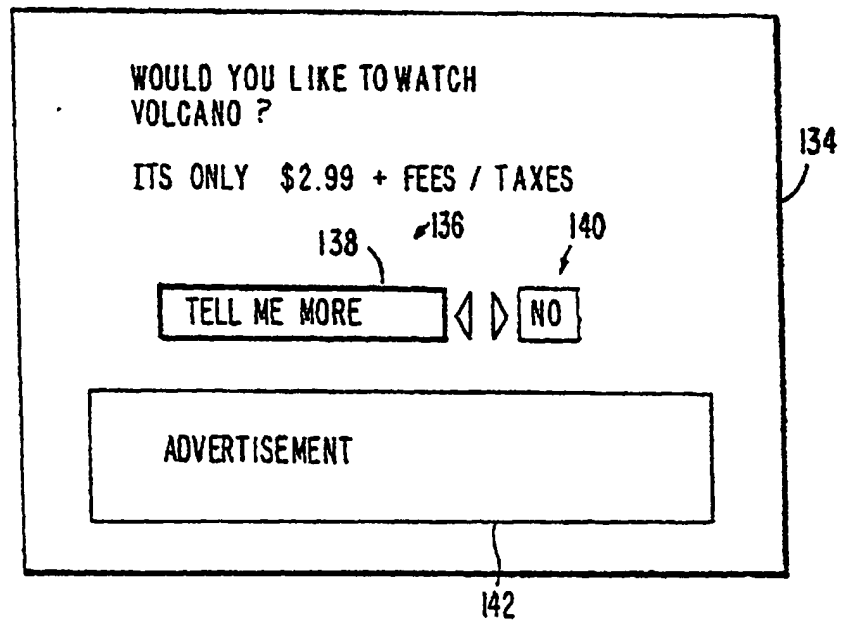 WOULD YOU LIKE TO WATCH
VOLCANO ?
ITS ONLY $2.99 + FEES / TAXES
134
136
138
140
TELL ME MORE
NO
ADVERTISEMENT
142